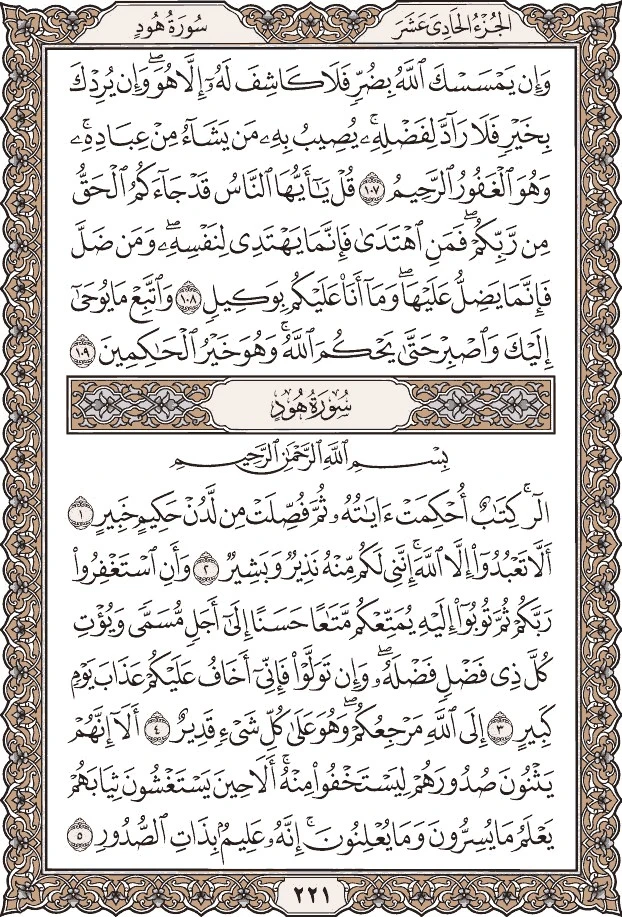 الجُزْءُ الحَادِي عَشَرَ
سُورَةُ هُودٍ
وَإِن يَمْسَسْكَ ٱللَّهُ بِضُرٍّ فَلَا كَاشِفَ لَهُۥٓ إِلَّا هُوَۖ وَإِن يُرِدْكَ
بِخَيْرٍ فَلَا رَآدَّ لِفَضْلِهِۦۚ يُصِيبُ بِهِۦ مَن يَشَآءُ مِنْ عِبَادِهِۦۚ
وَهُوَ ٱلْغَفُورُ ٱلرَّحِيمُ ١٠٧ قُلْ يَٰٓأَيُّهَا ٱلنَّاسُ قَدْ جَآءَكُمُ ٱلْحَقُّ
مِن رَّبِّكُمْۖ فَمَنِ ٱهْتَدَىٰ فَإِنَّمَا يَهْتَدِى لِنَفْسِهِۦۖ وَمَن ضَلَّ
فَإِنَّمَا يَضِلُّ عَلَيْهَاۖ وَمَآ أَنَا۠ عَلَيْكُم بِوَكِيلٍ ١٠٨ وَٱتَّبِعْ مَا يُوحَىٰٓ
إِلَيْكَ وَٱصْبِرْ حَتَّىٰ يَحْكُمَ ٱللَّهُۚ وَهُوَ خَيْرُ ٱلْحَٰكِمِينَ ١٠٩
سُورَةُ هُودٍ
بِسْمِ ٱللَّهِ ٱلرَّحْمَٰنِ ٱلرَّحِيمِ
الٓرۚ كِتَٰبٌ أُحْكِمَتْ ءَايَٰتُهُۥ ثُمَّ فُصِّلَتْ مِن لَّدُنْ حَكِيمٍ خَبِيرٍ ١
أَلَّا تَعْبُدُوٓا۟ إِلَّا ٱللَّهَۚ إِنَّنِى لَكُم مِّنْهُ نَذِيرٌ وَبَشِيرٌ ٢ وَأَنِ ٱسْتَغْفِرُوا۟
رَبَّكُمْ ثُمَّ تُوبُوٓا۟ إِلَيْهِ يُمَتِّعْكُم مَّتَٰعًا حَسَنًا إِلَىٰٓ أَجَلٍ مُّسَمًّى وَيُؤْتِ
كُلَّ ذِى فَضْلٍ فَضْلَهُۥۖ وَإِن تَوَلَّوْا۟ فَإِنِّىٓ أَخَافُ عَلَيْكُمْ عَذَابَ يَوْمٍ
كَبِيرٍ ٣ إِلَى ٱللَّهِ مَرْجِعُكُمْۖ وَهُوَ عَلَىٰ كُلِّ شَىْءٍ قَدِيرٌ ٤ أَلَآ إِنَّهُمْ
يَثْنُونَ صُدُورَهُمْ لِيَسْتَخْفُوا۟ مِنْهُۚ أَلَا حِينَ يَسْتَغْشُونَ ثِيَابَهُمْ
يَعْلَمُ مَا يُسِرُّونَ وَمَا يُعْلِنُونَۚ إِنَّهُۥ عَلِيمٌۢ بِذَاتِ ٱلصُّدُورِ ٥
٢٢١